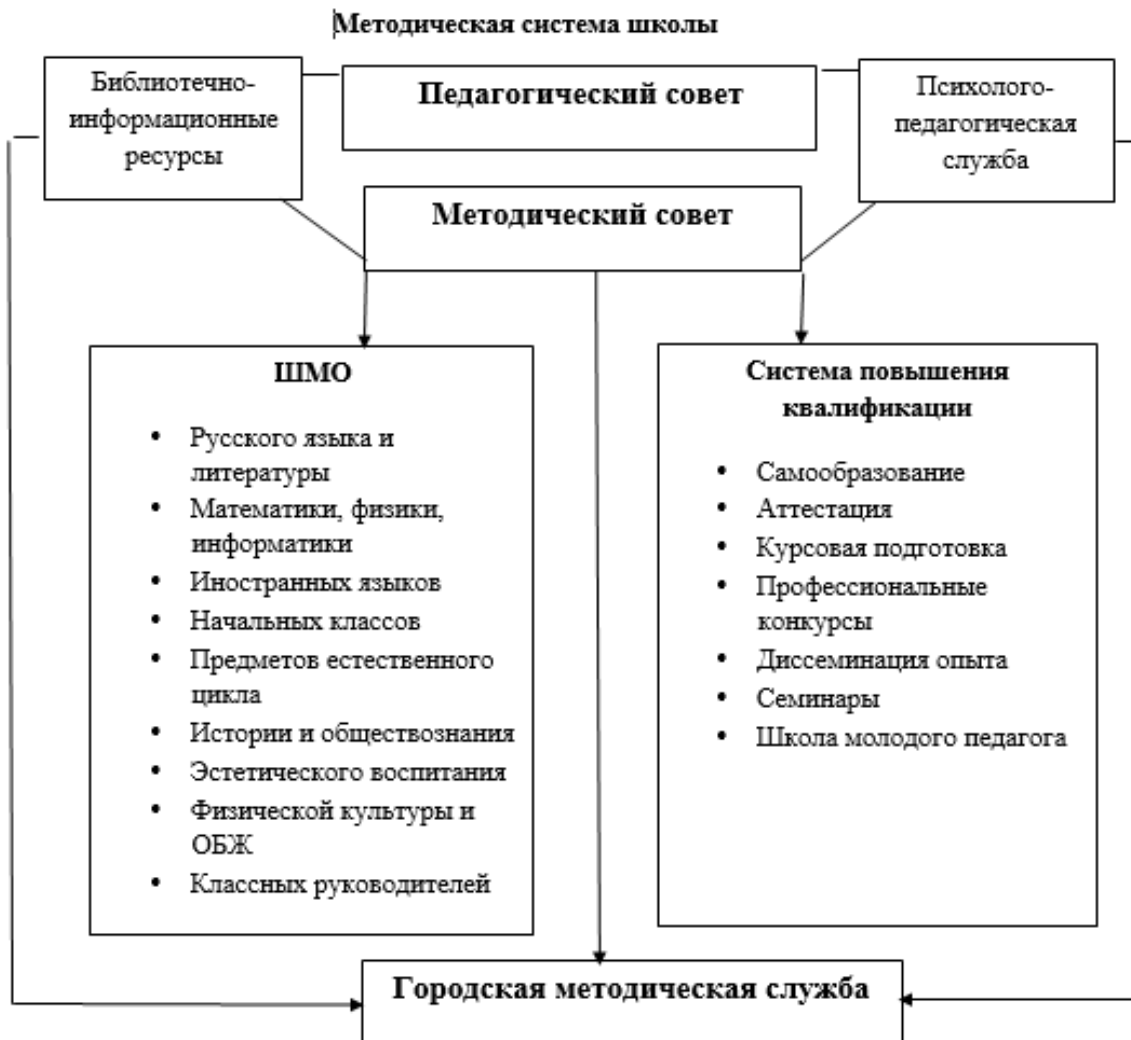 Методическая система школы
Библиотечно-
информационные
ресурсы
Педагогический совет
Психолого-
педагогическая
служба
Методический совет
ШМО
• Русского языка и
литературы
• Математики, физики,
информатики
• Иностранных языков
• Начальных классов
• Предметов естественного
цикла
• Истории и обществознания
• Эстетического воспитания
• Физической культуры и
ОБЖ
• Классных руководителей
Система повышения
квалификации
• Самообразование
• Аттестация
• Курсовая подготовка
• Профессиональные
конкурсы
• Диссеминация опыта
• Семинары
• Школа молодого педагога
Городская методическая служба